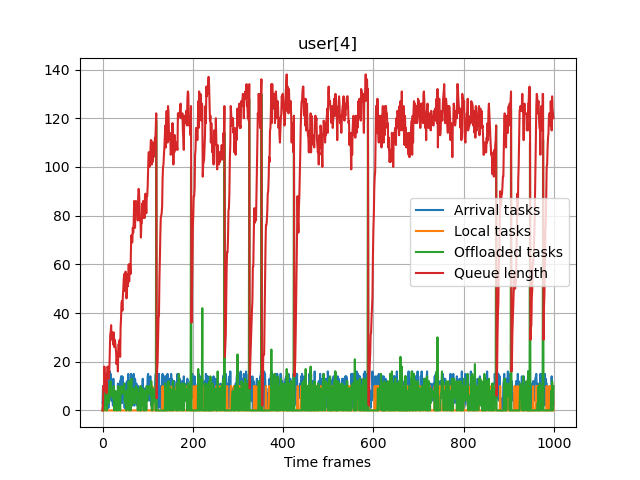 user[4]
140
120
100
80
60
40
20
0
Arrival tasks
Local tasks
Offloaded tasks
Queue length
0 200 400 600 800 1000
Time frames